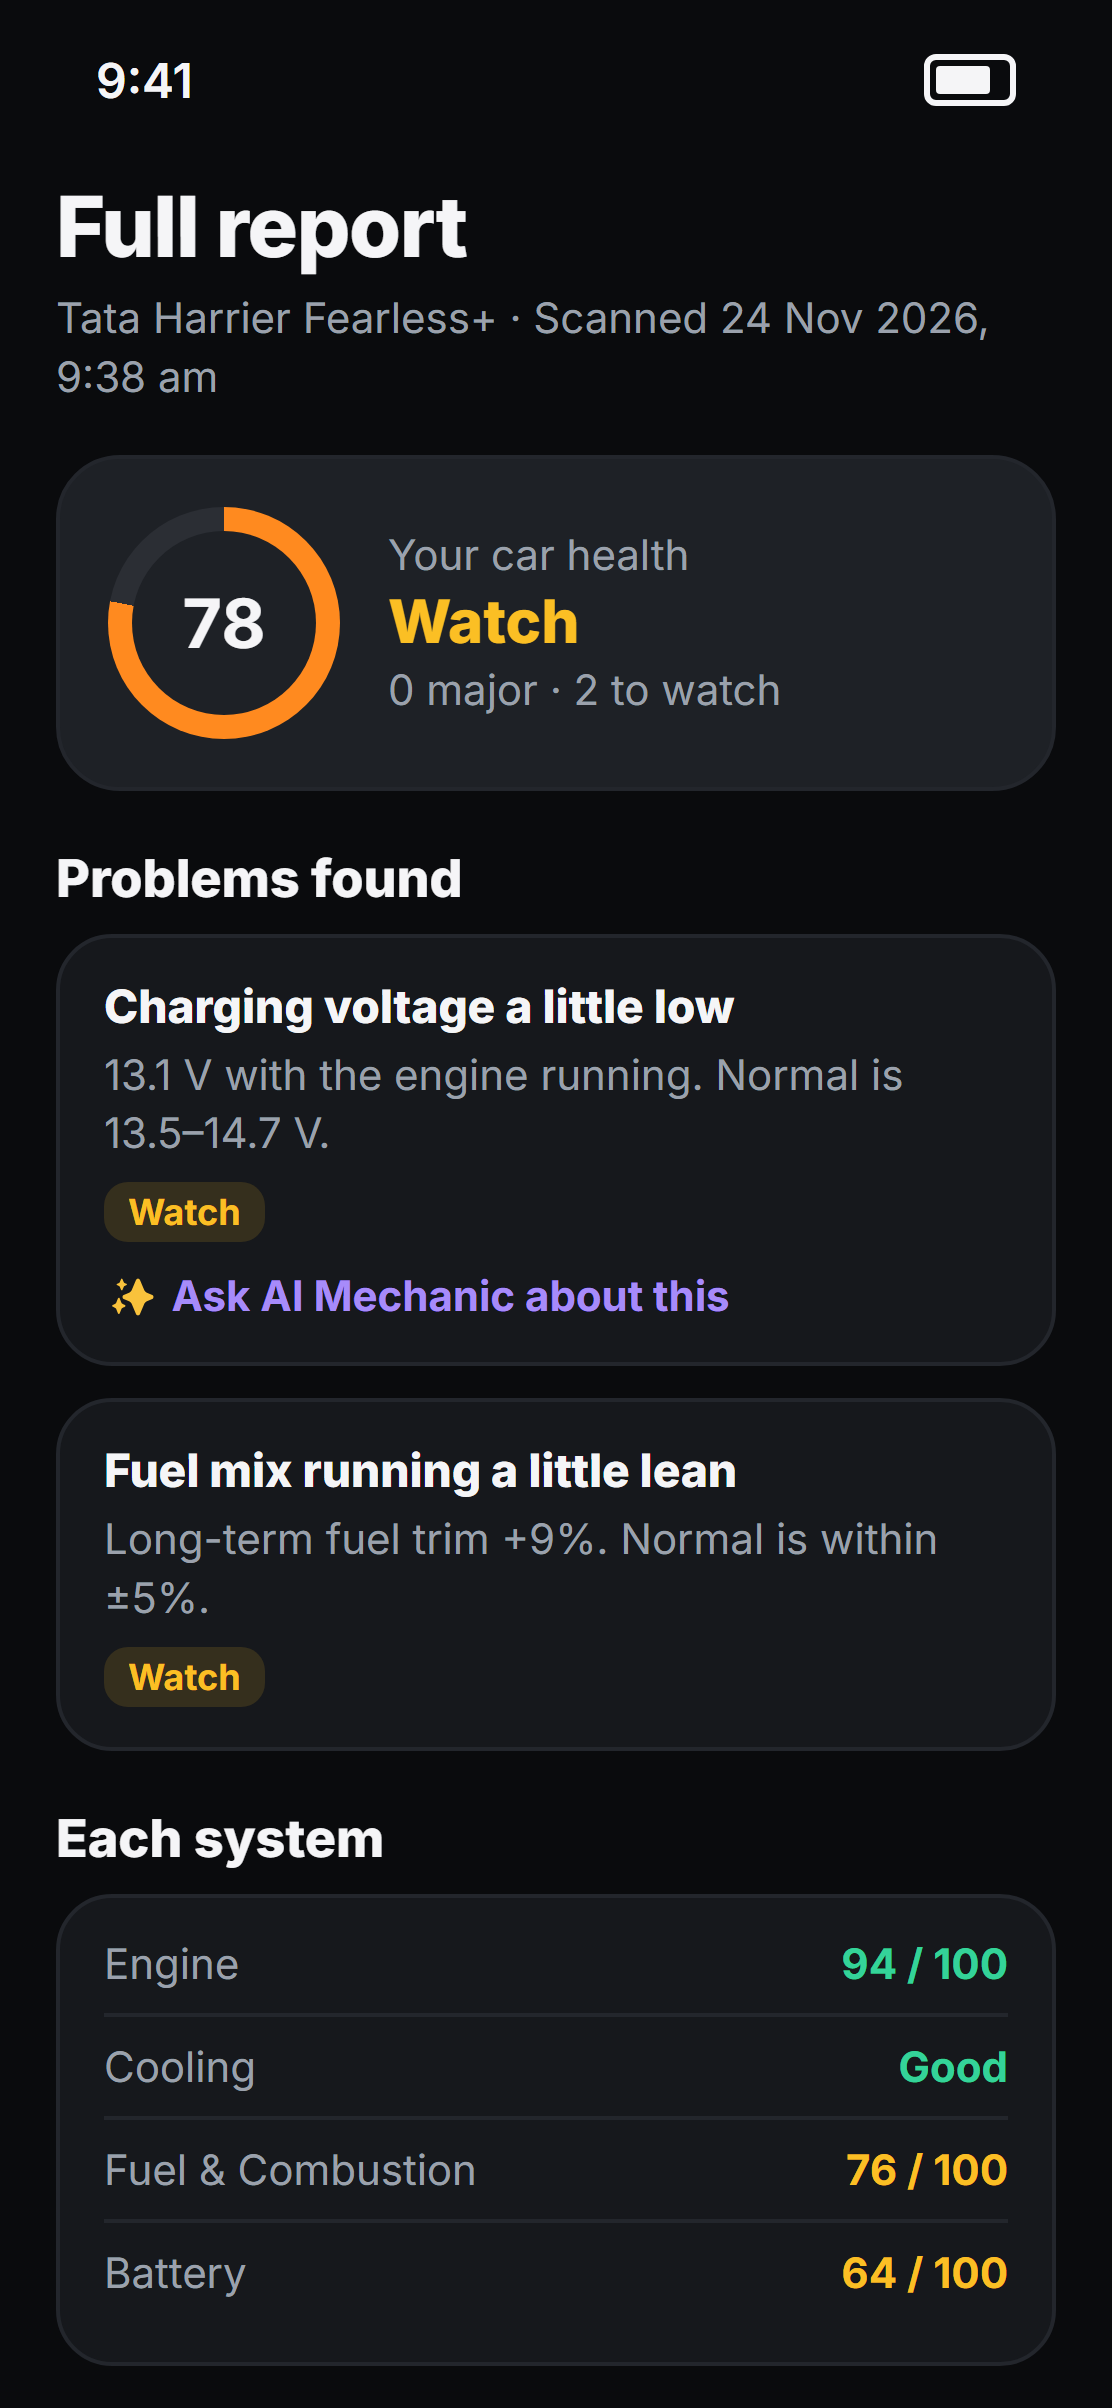 9:41
Full report
Tata Harrier Fearless+ · Scanned 24 Nov 2026,
9:38 am
78
Your car health
Watch
0 major · 2 to watch
Problems found
Charging voltage a little low
13.1 V with the engine running. Normal is
13.5–14.7 V.
Watch
✨ Ask AI Mechanic about this
Fuel mix running a little lean
Long-term fuel trim +9%. Normal is within
±5%.
Watch
Each system
Engine 94 / 100
Cooling Good
Fuel & Combustion 76 / 100
Battery 64 / 100